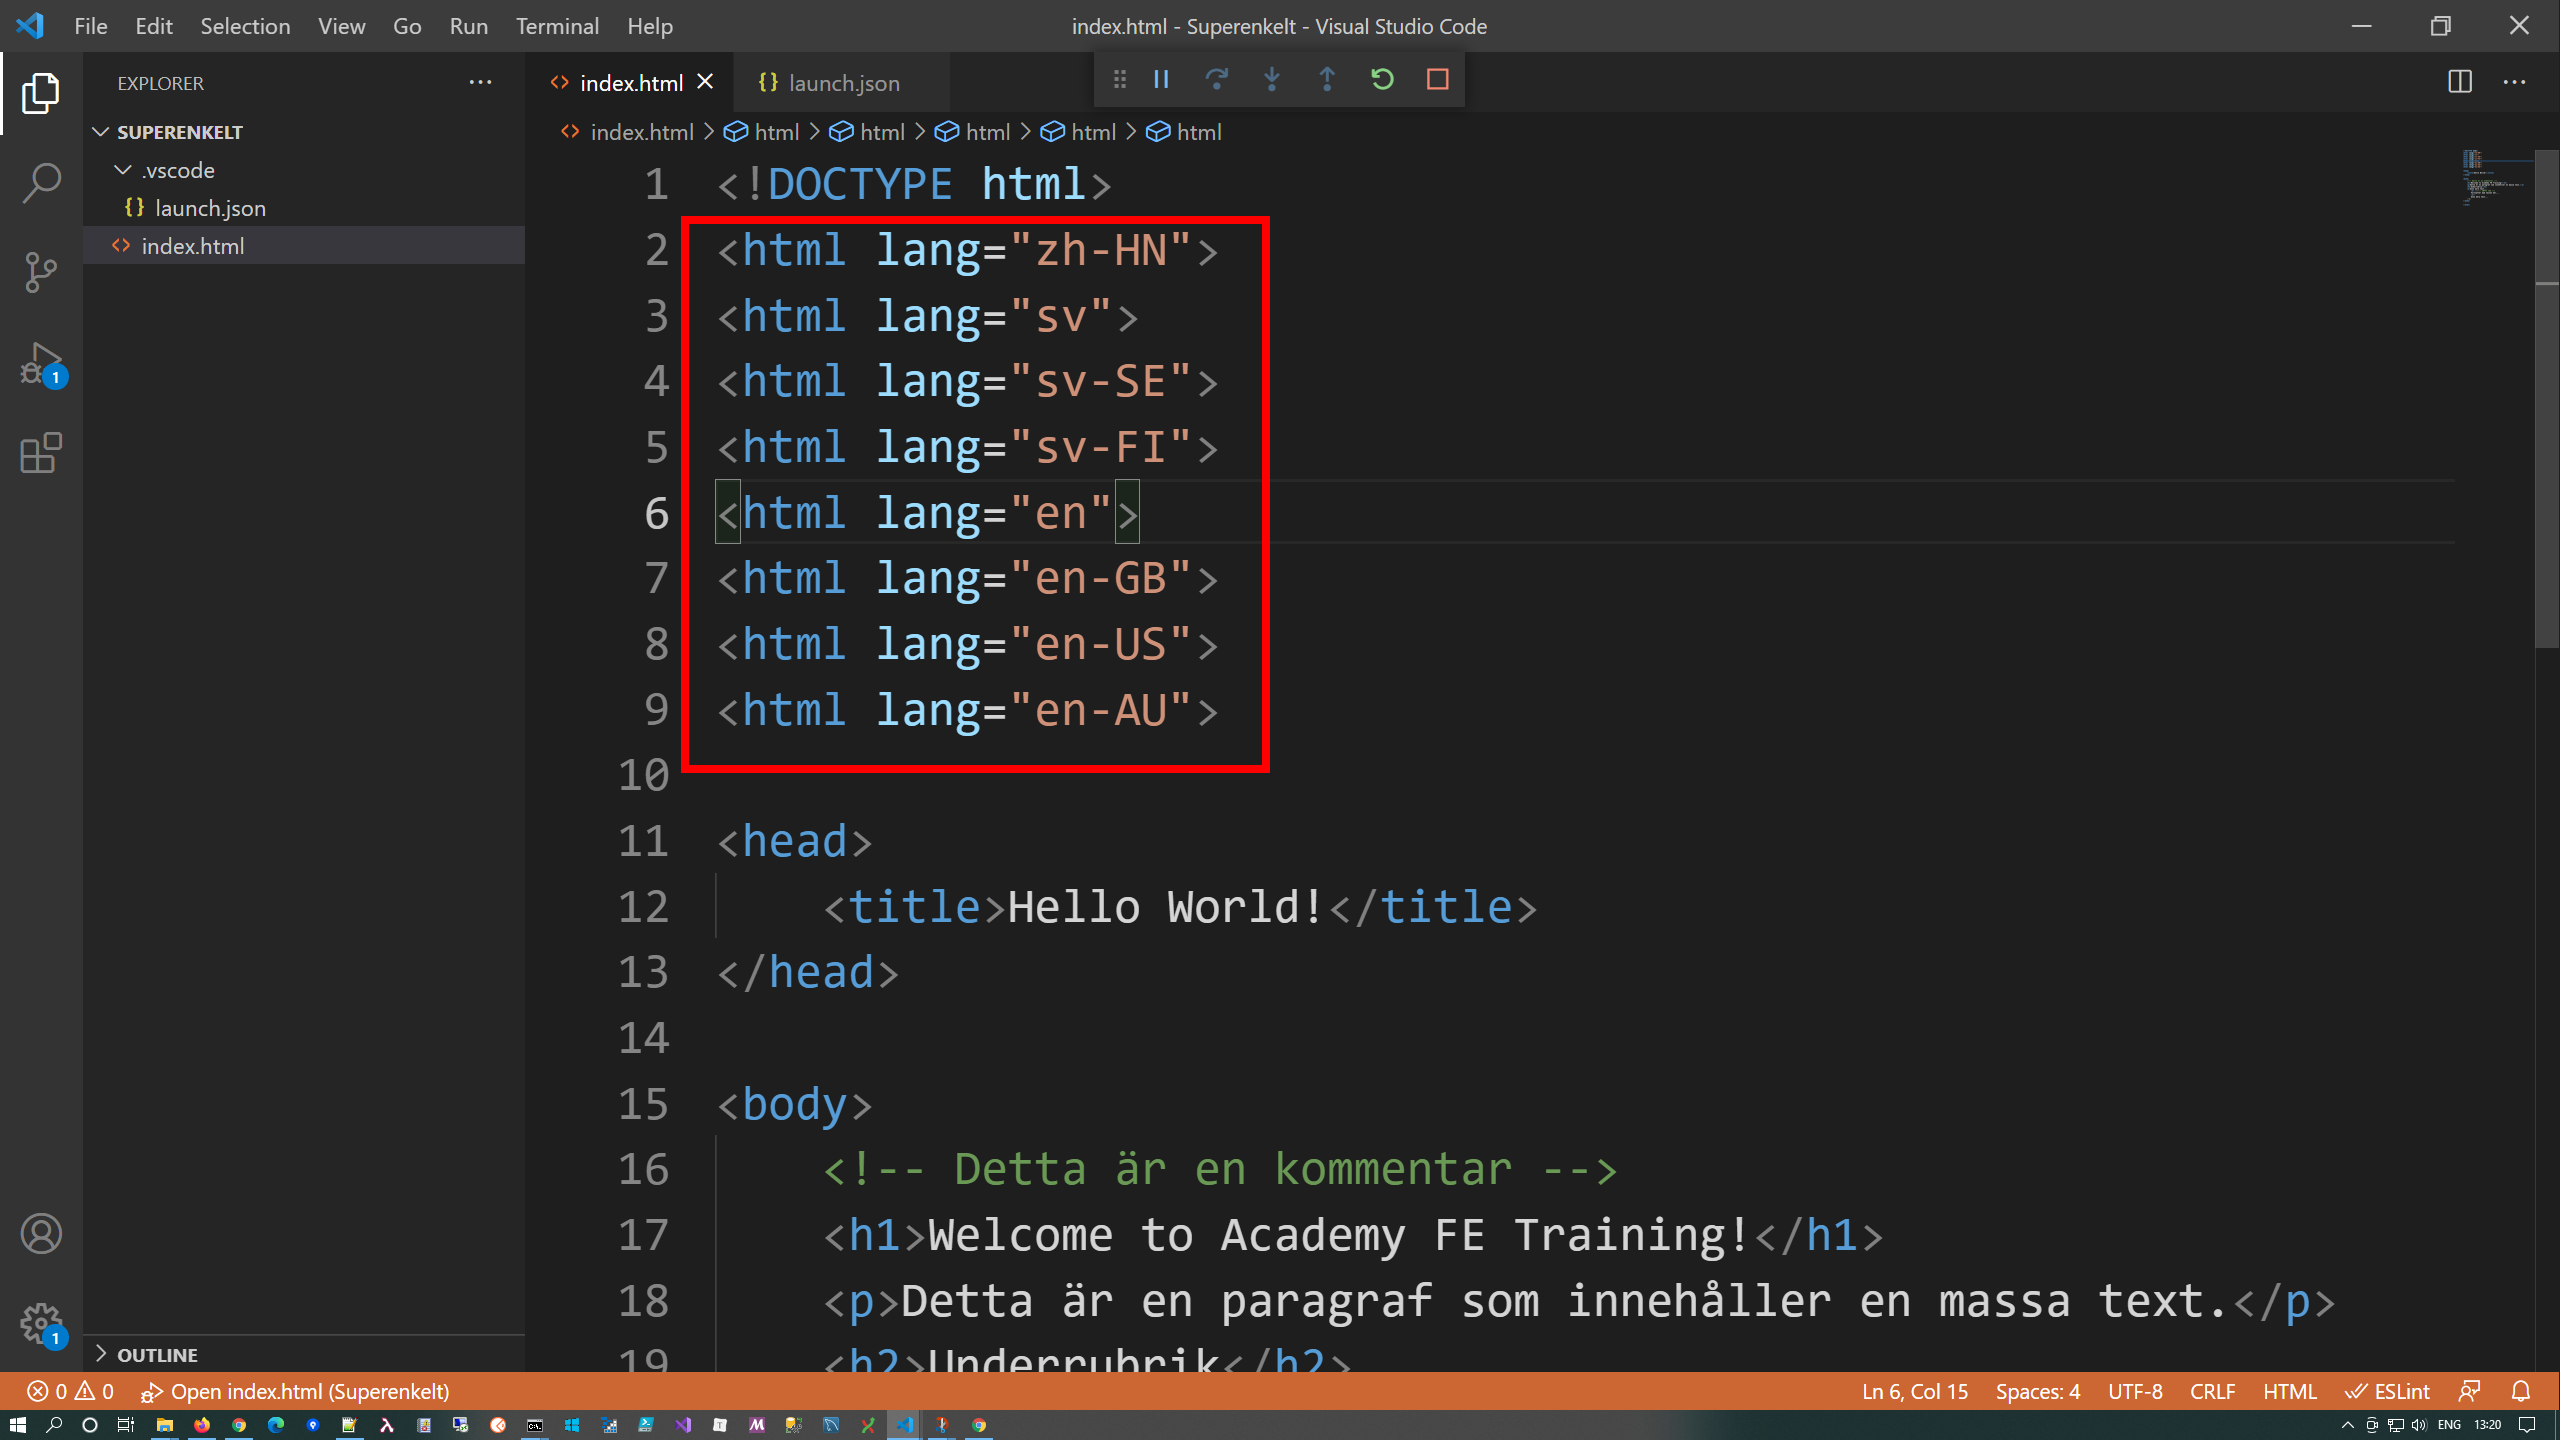 File Edit Selection View Go Run Terminal Help
index.html - Superenkelt - Visual Studio Code
EXPLORER
SUPERENKELT
.vscode
{} launch.json
<> index.html
OUTLINE
<> index.html
{} launch.json
<> index.html > html > html > html > html > html
1 <!DOCTYPE html>
2 <html lang="zh-HN">
3 <html lang="sv">
4 <html lang="sv-SE">
5 <html lang="sv-FI">
6 <html lang="en">
7 <html lang="en-GB">
8 <html lang="en-US">
9 <html lang="en-AU">
10
11 <head>
12 <title>Hello World!</title>
13 </head>
14
15 <body>
16 <!-- Detta är en kommentar -->
17 <h1>Welcome to Academy FE Training!</h1>
18 <p>Detta är en paragraf som innehåller en massa text.</p>
19 <h2>Underrubrik</h2>
1
1
0 0 Open index.html (Superenkelt)
Ln 6, Col 15 Spaces: 4 UTF-8 CRLF HTML ESLint
ENG 13:20